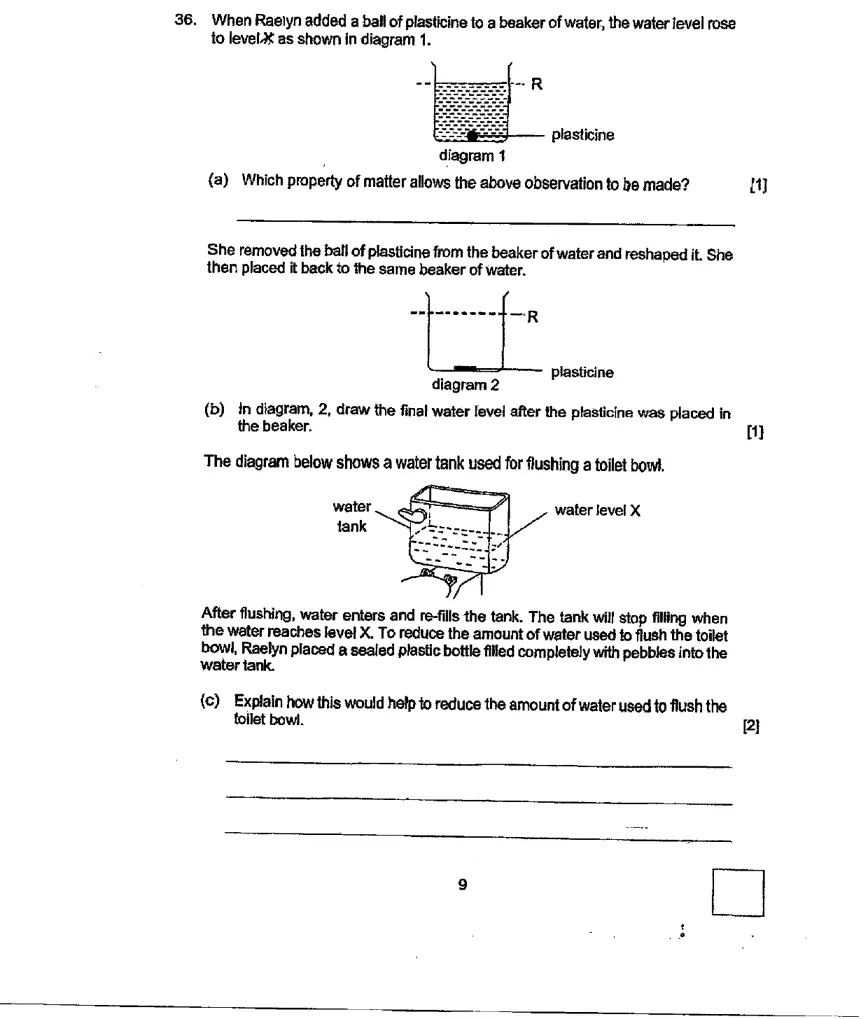 36. When Raelyn added a ball of plasticine to a beaker of water, the water level rose
to level X as shown in diagram 1.
R
plasticine
diagram 1
(a) Which property of matter allows the above observation to be made? [1]
She removed the ball of plasticine from the beaker of water and reshaped it. She
then placed it back to the same beaker of water.
R
plasticine
diagram 2
(b) In diagram, 2, draw the final water level after the plasticine was placed in
the beaker. [1]
The diagram below shows a water tank used for flushing a toilet bowl.
water
tank
water level X
After flushing, water enters and re-fills the tank. The tank will stop filling when
the water reaches level X. To reduce the amount of water used to flush the toilet
bowl, Raelyn placed a sealed plastic bottle filled completely with pebbles into the
water tank.
(c) Explain how this would help to reduce the amount of water used to flush the
toilet bowl. [2]
9